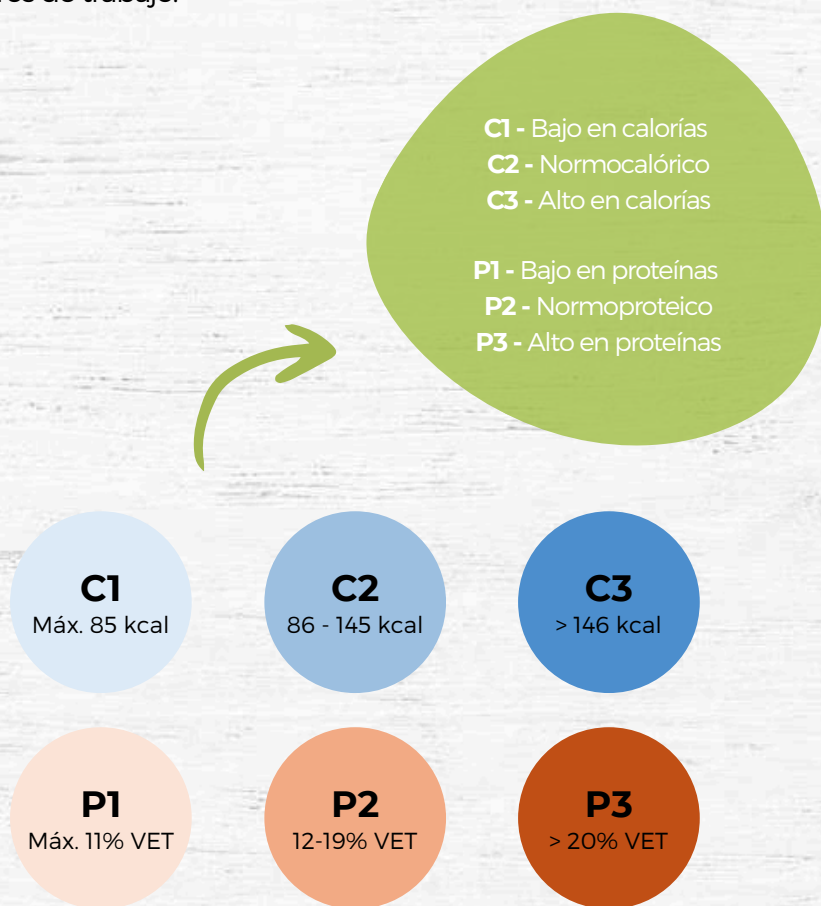 C1 - Bajo en calorías
C2 - Normocalórico
C3 - Alto en calorías
P1 - Bajo en proteínas
P2 - Normoproteico
P3 - Alto en proteínas
C1
Máx. 85 kcal
C2
86 - 145 kcal
C3
> 146 kcal
P1
Máx. 11% VET
P2
12-19% VET
P3
> 20% VET